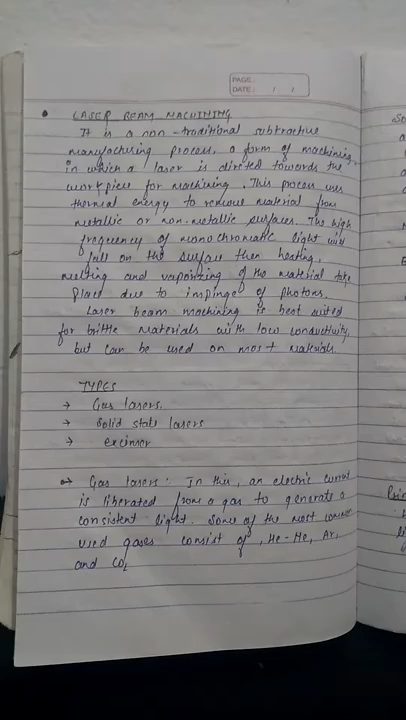 PAGE
DATE: / /
• LASER BEAM MACHINING
It is a non-traditional subtractive
manufacturing process, a form of machining,
in which a laser is directed towards the
workpiece for machining. This process uses
thermal energy to remove material from
metallic or non-metallic surfaces. The high
frequency of monochromatic light will
fall on the surface then heating,
melting and vaporizing of the material take
place due to impinge of photons.
Laser beam machining is best suited
for brittle materials with low conductivity,
but can be used on most materials.
TYPES
→ Gas lasers.
→ Solid state lasers
→ excimer
Gas lasers: In this, an electric current
is liberated from a gas to generate a
consistent light. Some of the most
used gases consist of, He-Ne, Ar,
and CO2